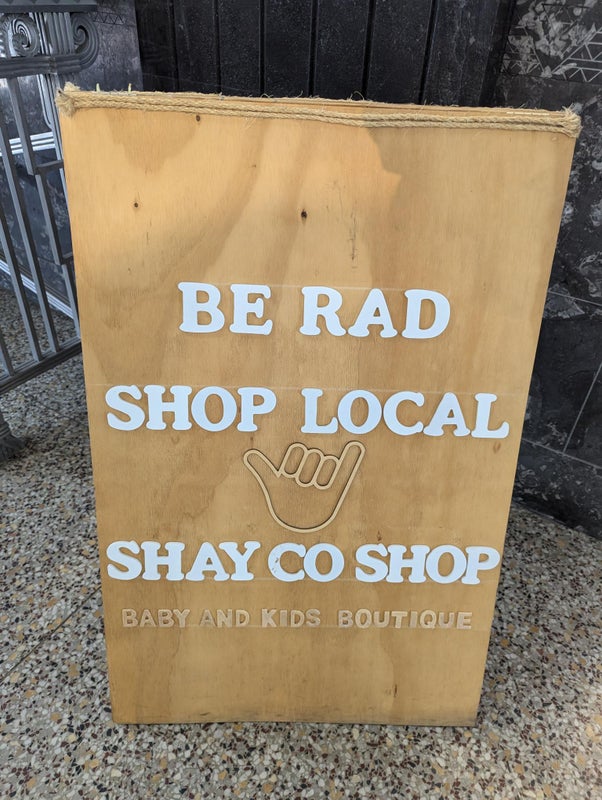 BE RAD
SHOP LOCAL
SHAY CO SHOP
BABY AND KIDS BOUTIQUE